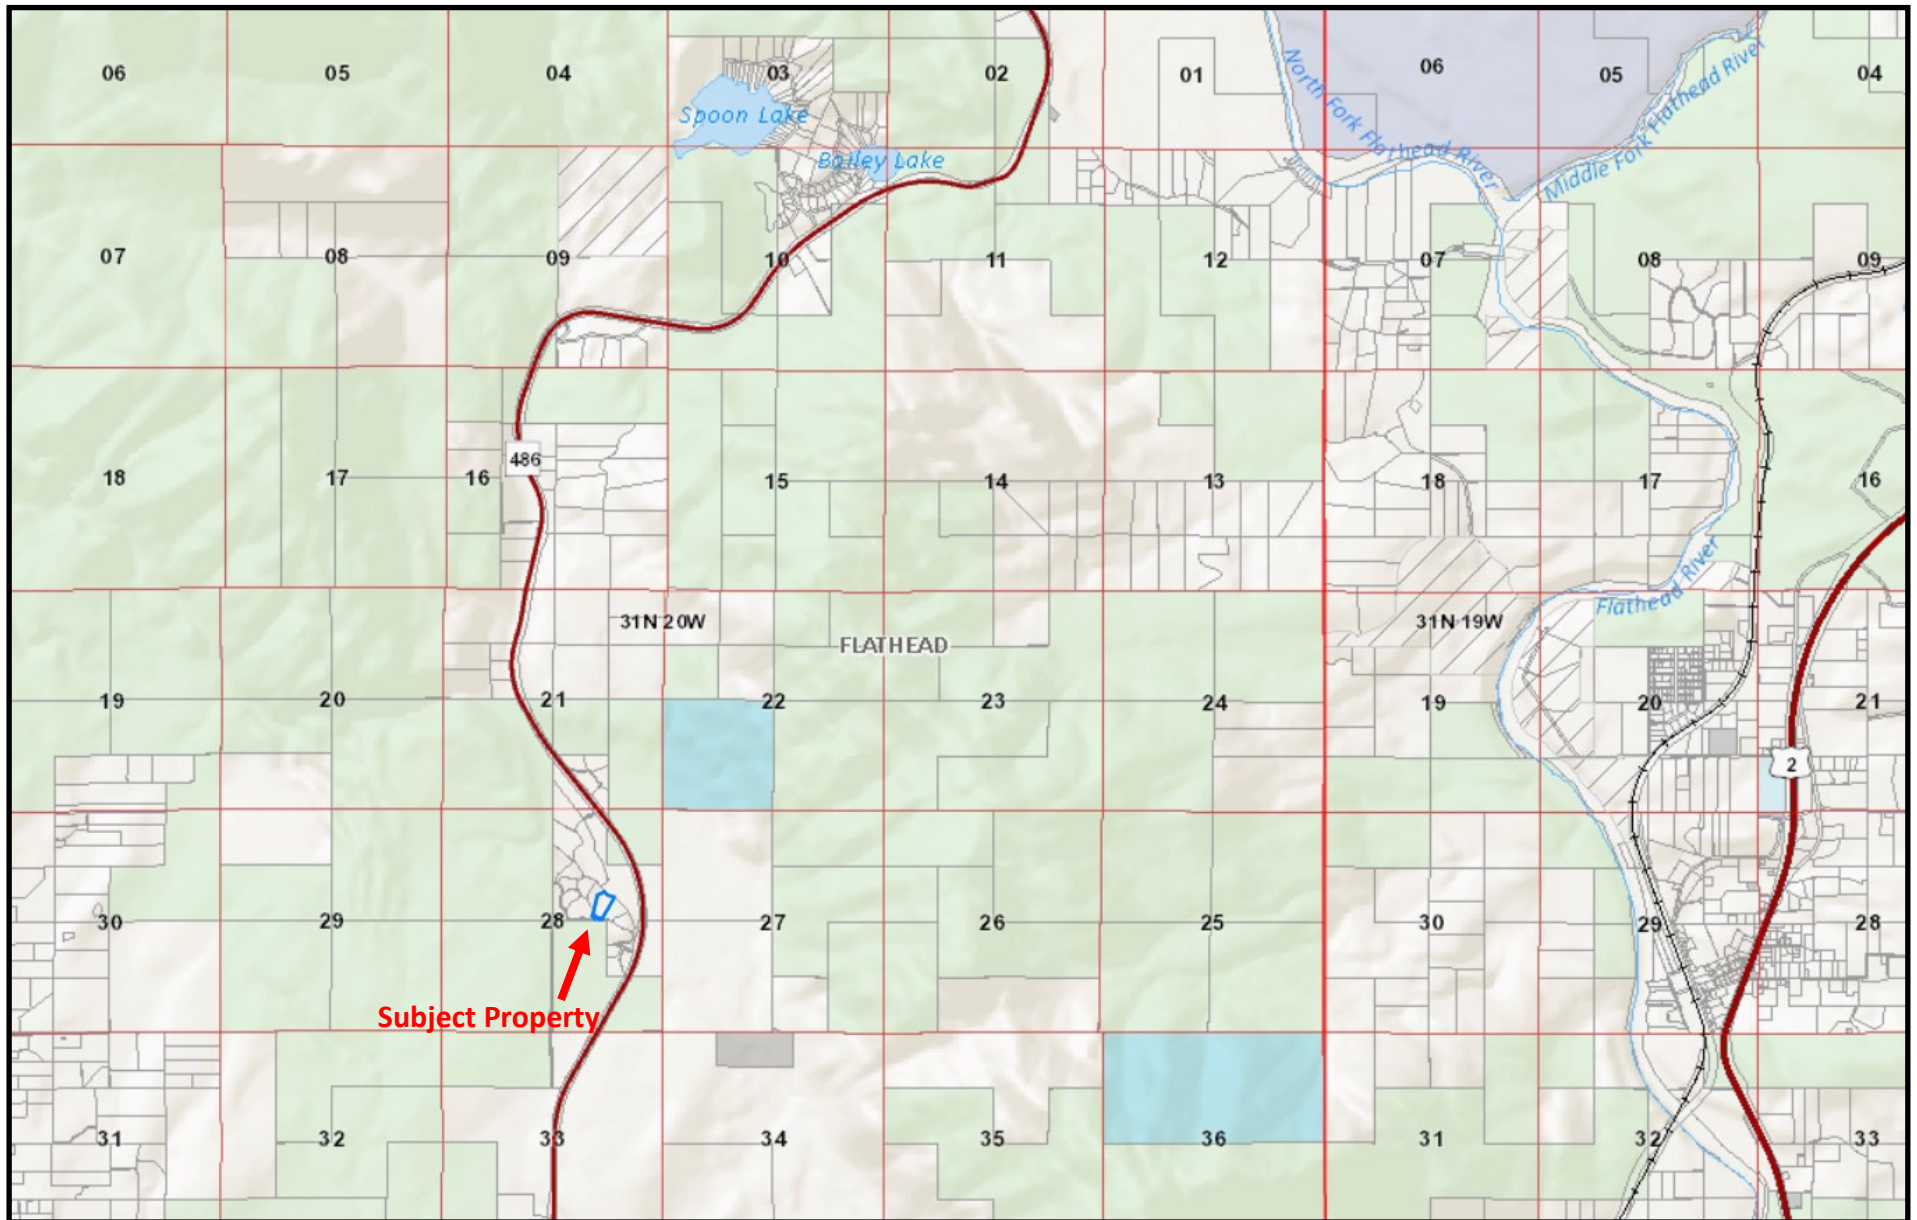 06 05 04 03 02 01 06 05 04
Spoon Lake
Bailey Lake
North Fork Flathead River
Middle Fork Flathead River
07 08 09 10 11 12 07 08 09
486
18 17 16 15 14 13 18 17 16
Flathead River
31N 20W
31N 19W
FLATHEAD
19 20 21 22 23 24 19 20 21
2
30 29 28 27 26 25 30 29 28
Subject Property
31 32 33 34 35 36 31 32 33